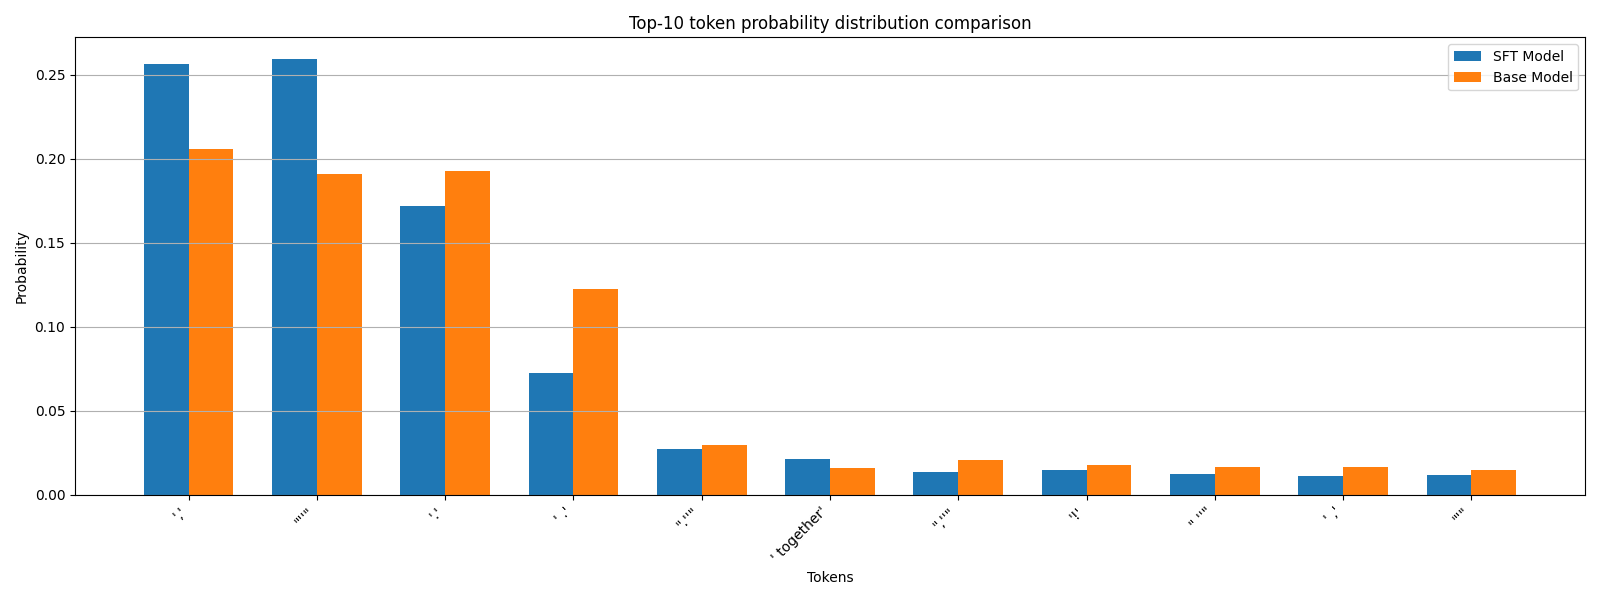 Top-10 token probability distribution comparison
SFT Model
Base Model
Probability
0.25
0.20
0.15
0.10
0.05
0.00
','
"''"
'.'
' .'
".''"
' together'
",''"
'!'
" ''"
' ,'
"'"
Tokens